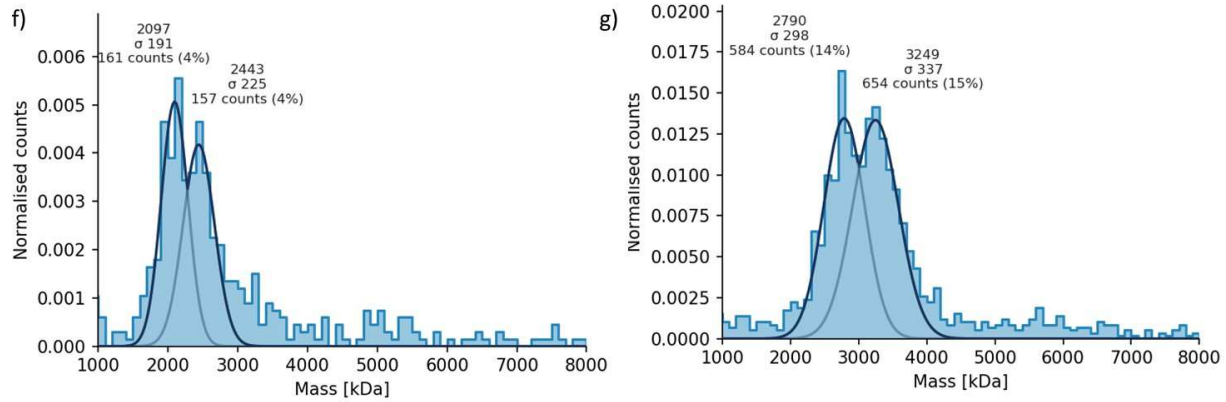 f)
2097
σ 191
161 counts (4%)
2443
σ 225
157 counts (4%)
0.006
0.005
0.004
0.003
0.002
0.001
0.000
Normalised counts
1000 2000 3000 4000 5000 6000 7000 8000
Mass [kDa]
g)
2790
σ 298
584 counts (14%)
3249
σ 337
654 counts (15%)
0.0200
0.0175
0.0150
0.0125
0.0100
0.0075
0.0050
0.0025
0.0000
Normalised counts
1000 2000 3000 4000 5000 6000 7000 8000
Mass [kDa]